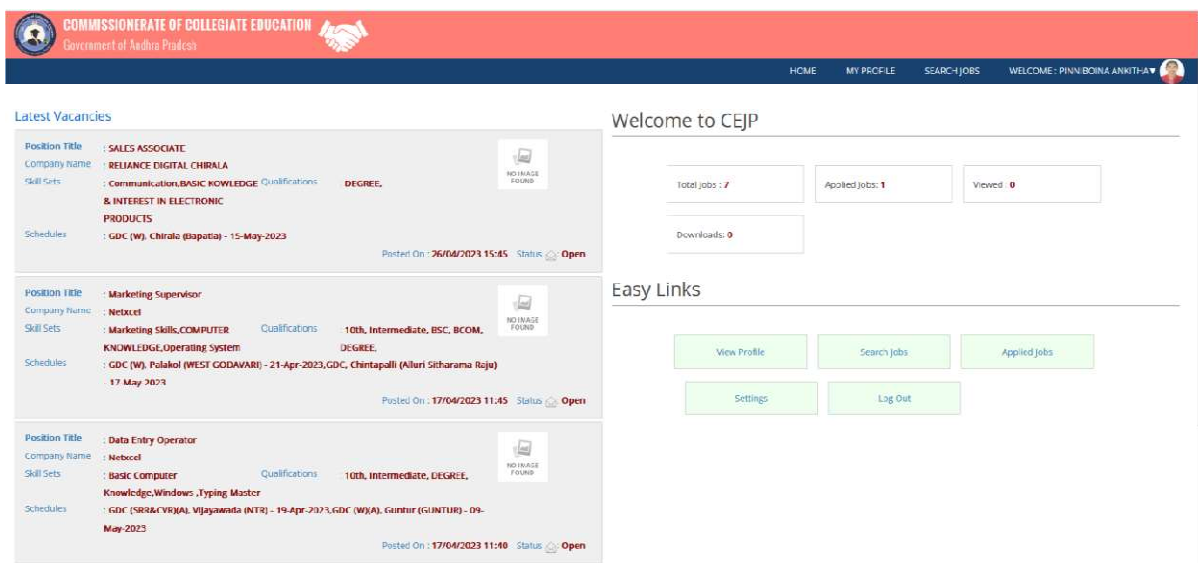 COMMISSIONERATE OF COLLEGIATE EDUCATION
Government of Andhra Pradesh
HOME MY PROFILE SEARCH JOBS WELCOME : PINNIBOINA ANKITHA▼
Latest Vacancies
Position Title : SALES ASSOCIATE
Company Name : RELIANCE DIGITAL CHIRALA
Skill Sets : Communication,BASIC KOWLEDGE Qualifications : DEGREE,
& INTEREST IN ELECTRONIC
PRODUCTS
NO IMAGE
FOUND
Schedules : GDC (W), Chirala (Bapatla) - 15-May-2023
Posted On : 26/04/2023 15:45 Status : Open
Position Title : Marketing Supervisor
Company Name : Netxcel
Skill Sets : Marketing Skills,COMPUTER Qualifications : 10th, Intermediate, BSC, BCOM,
KNOWLEDGE,Operating System DEGREE,
NO IMAGE
FOUND
Schedules : GDC (W), Palakol (WEST GODAVARI) - 21-Apr-2023,GDC, Chintapalli (Alluri Sitharama Raju)
- 17-May-2023
Posted On : 17/04/2023 11:45 Status : Open
Position Title : Data Entry Operator
Company Name : Netxcel
Skill Sets : Basic Computer Qualifications : 10th, Intermediate, DEGREE,
Knowledge,Windows ,Typing Master
NO IMAGE
FOUND
Schedules : GDC (SRR&CVR)(A), Vijayawada (NTR) - 19-Apr-2023,GDC (W)(A), Guntur (GUNTUR) - 09-
May-2023
Posted On : 17/04/2023 11:40 Status : Open
Welcome to CEJP
Total Jobs : 7 Applied Jobs: 1 Viewed : 0
Downloads: 0
Easy Links
View Profile Search Jobs Applied Jobs
Settings Log Out